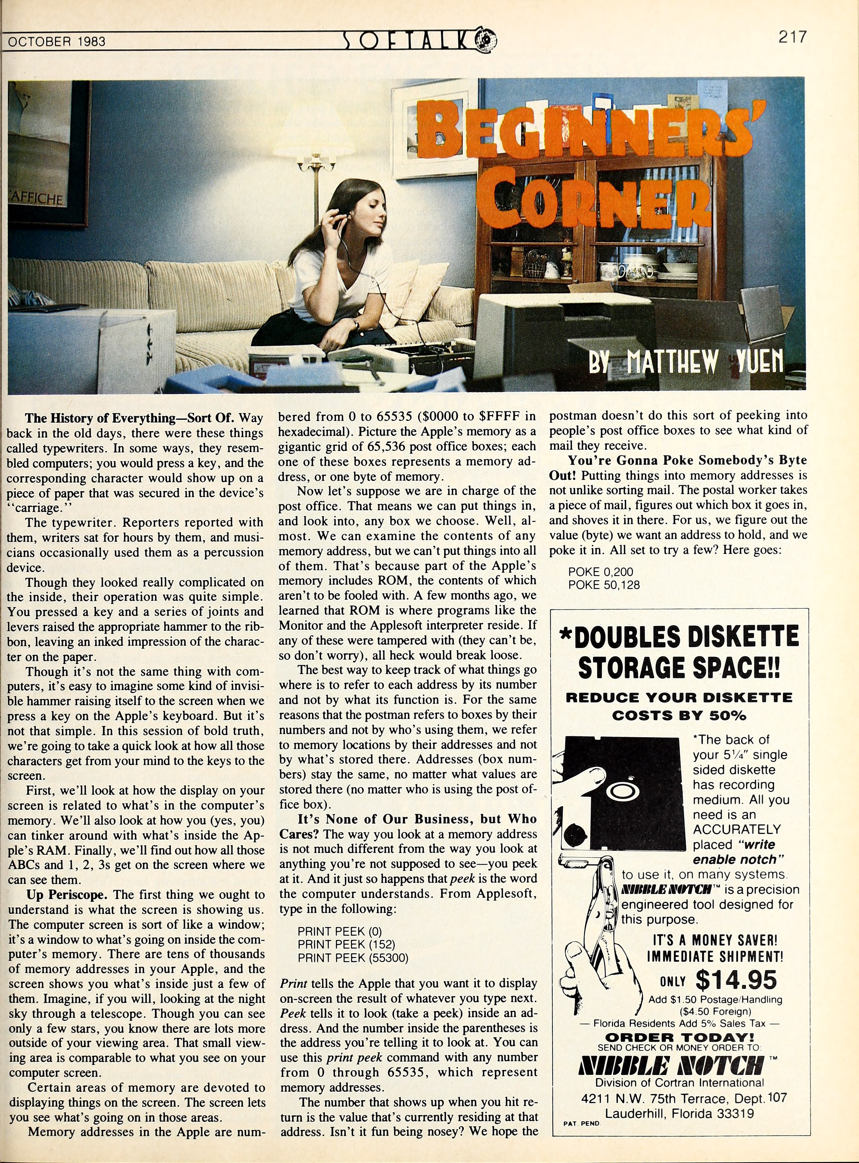 OCTOBER 1983
SOFTALK
217
AFFICHE
BEGINNERS'
CORNER
BY MATTHEW YUEN
The History of Everything—Sort Of. Way
back in the old days, there were these things
called typewriters. In some ways, they resem-
bled computers; you would press a key, and the
corresponding character would show up on a
piece of paper that was secured in the device's
"carriage."
The typewriter. Reporters reported with
them, writers sat for hours by them, and musi-
cians occasionally used them as a percussion
device.
Though they looked really complicated on
the inside, their operation was quite simple.
You pressed a key and a series of joints and
levers raised the appropriate hammer to the rib-
bon, leaving an inked impression of the charac-
ter on the paper.
Though it's not the same thing with com-
puters, it's easy to imagine some kind of invisi-
ble hammer raising itself to the screen when we
press a key on the Apple's keyboard. But it's
not that simple. In this session of bold truth,
we're going to take a quick look at how all those
characters get from your mind to the keys to the
screen.
First, we'll look at how the display on your
screen is related to what's in the computer's
memory. We'll also look at how you (yes, you)
can tinker around with what's inside the Ap-
ple's RAM. Finally, we'll find out how all those
ABCs and 1, 2, 3s get on the screen where we
can see them.
Up Periscope. The first thing we ought to
understand is what the screen is showing us.
The computer screen is sort of like a window;
it's a window to what's going on inside the com-
puter's memory. There are tens of thousands
of memory addresses in your Apple, and the
screen shows you what's inside just a few of
them. Imagine, if you will, looking at the night
sky through a telescope. Though you can see
only a few stars, you know there are lots more
outside of your viewing area. That small view-
ing area is comparable to what you see on your
computer screen.
Certain areas of memory are devoted to
displaying things on the screen. The screen lets
you see what's going on in those areas.
Memory addresses in the Apple are num-
bered from 0 to 65535 ($0000 to $FFFF in
hexadecimal). Picture the Apple's memory as a
gigantic grid of 65,536 post office boxes; each
one of these boxes represents a memory ad-
dress, or one byte of memory.
Now let's suppose we are in charge of the
post office. That means we can put things in,
and look into, any box we choose. Well, al-
most. We can examine the contents of any
memory address, but we can't put things into all
of them. That's because part of the Apple's
memory includes ROM, the contents of which
aren't to be fooled with. A few months ago, we
learned that ROM is where programs like the
Monitor and the Applesoft interpreter reside. If
any of these were tampered with (they can't be,
so don't worry), all heck would break loose.
The best way to keep track of what things go
where is to refer to each address by its number
and not by what its function is. For the same
reasons that the postman refers to boxes by their
numbers and not by who's using them, we refer
to memory locations by their addresses and not
by what's stored there. Addresses (box num-
bers) stay the same, no matter what values are
stored there (no matter who is using the post of-
fice box).
It's None of Our Business, but Who
Cares? The way you look at a memory address
is not much different from the way you look at
anything you're not supposed to see—you peek
at it. And it just so happens that peek is the word
the computer understands. From Applesoft,
type in the following:
PRINT PEEK (0)
PRINT PEEK (152)
PRINT PEEK (55300)
Print tells the Apple that you want it to display
on-screen the result of whatever you type next.
Peek tells it to look (take a peek) inside an ad-
dress. And the number inside the parentheses is
the address you're telling it to look at. You can
use this print peek command with any number
from 0 through 65535, which represent
memory addresses.
The number that shows up when you hit re-
turn is the value that's currently residing at that
address. Isn't it fun being nosey? We hope the
postman doesn't do this sort of peeking into
people's post office boxes to see what kind of
mail they receive.
You're Gonna Poke Somebody's Byte
Out! Putting things into memory addresses is
not unlike sorting mail. The postal worker takes
a piece of mail, figures out which box it goes in,
and shoves it in there. For us, we figure out the
value (byte) we want an address to hold, and we
poke it in. All set to try a few? Here goes:
POKE 0,200
POKE 50,128
*DOUBLES DISKETTE
STORAGE SPACE!!
REDUCE YOUR DISKETTE
COSTS BY 50%
*The back of
your 5¼" single
sided diskette
has recording
medium. All you
need is an
ACCURATELY
placed "write
enable notch"
to use it, on many systems.
NIBBLE NOTCH™ is a precision
engineered tool designed for
this purpose.
IT'S A MONEY SAVER!
IMMEDIATE SHIPMENT!
ONLY $14.95
Add $1.50 Postage/Handling
($4.50 Foreign)
— Florida Residents Add 5% Sales Tax —
ORDER TODAY!
SEND CHECK OR MONEY ORDER TO:
NIBBLE NOTCH™
Division of Cortran International
4211 N.W. 75th Terrace, Dept. 107
Lauderhill, Florida 33319
PAT. PEND.